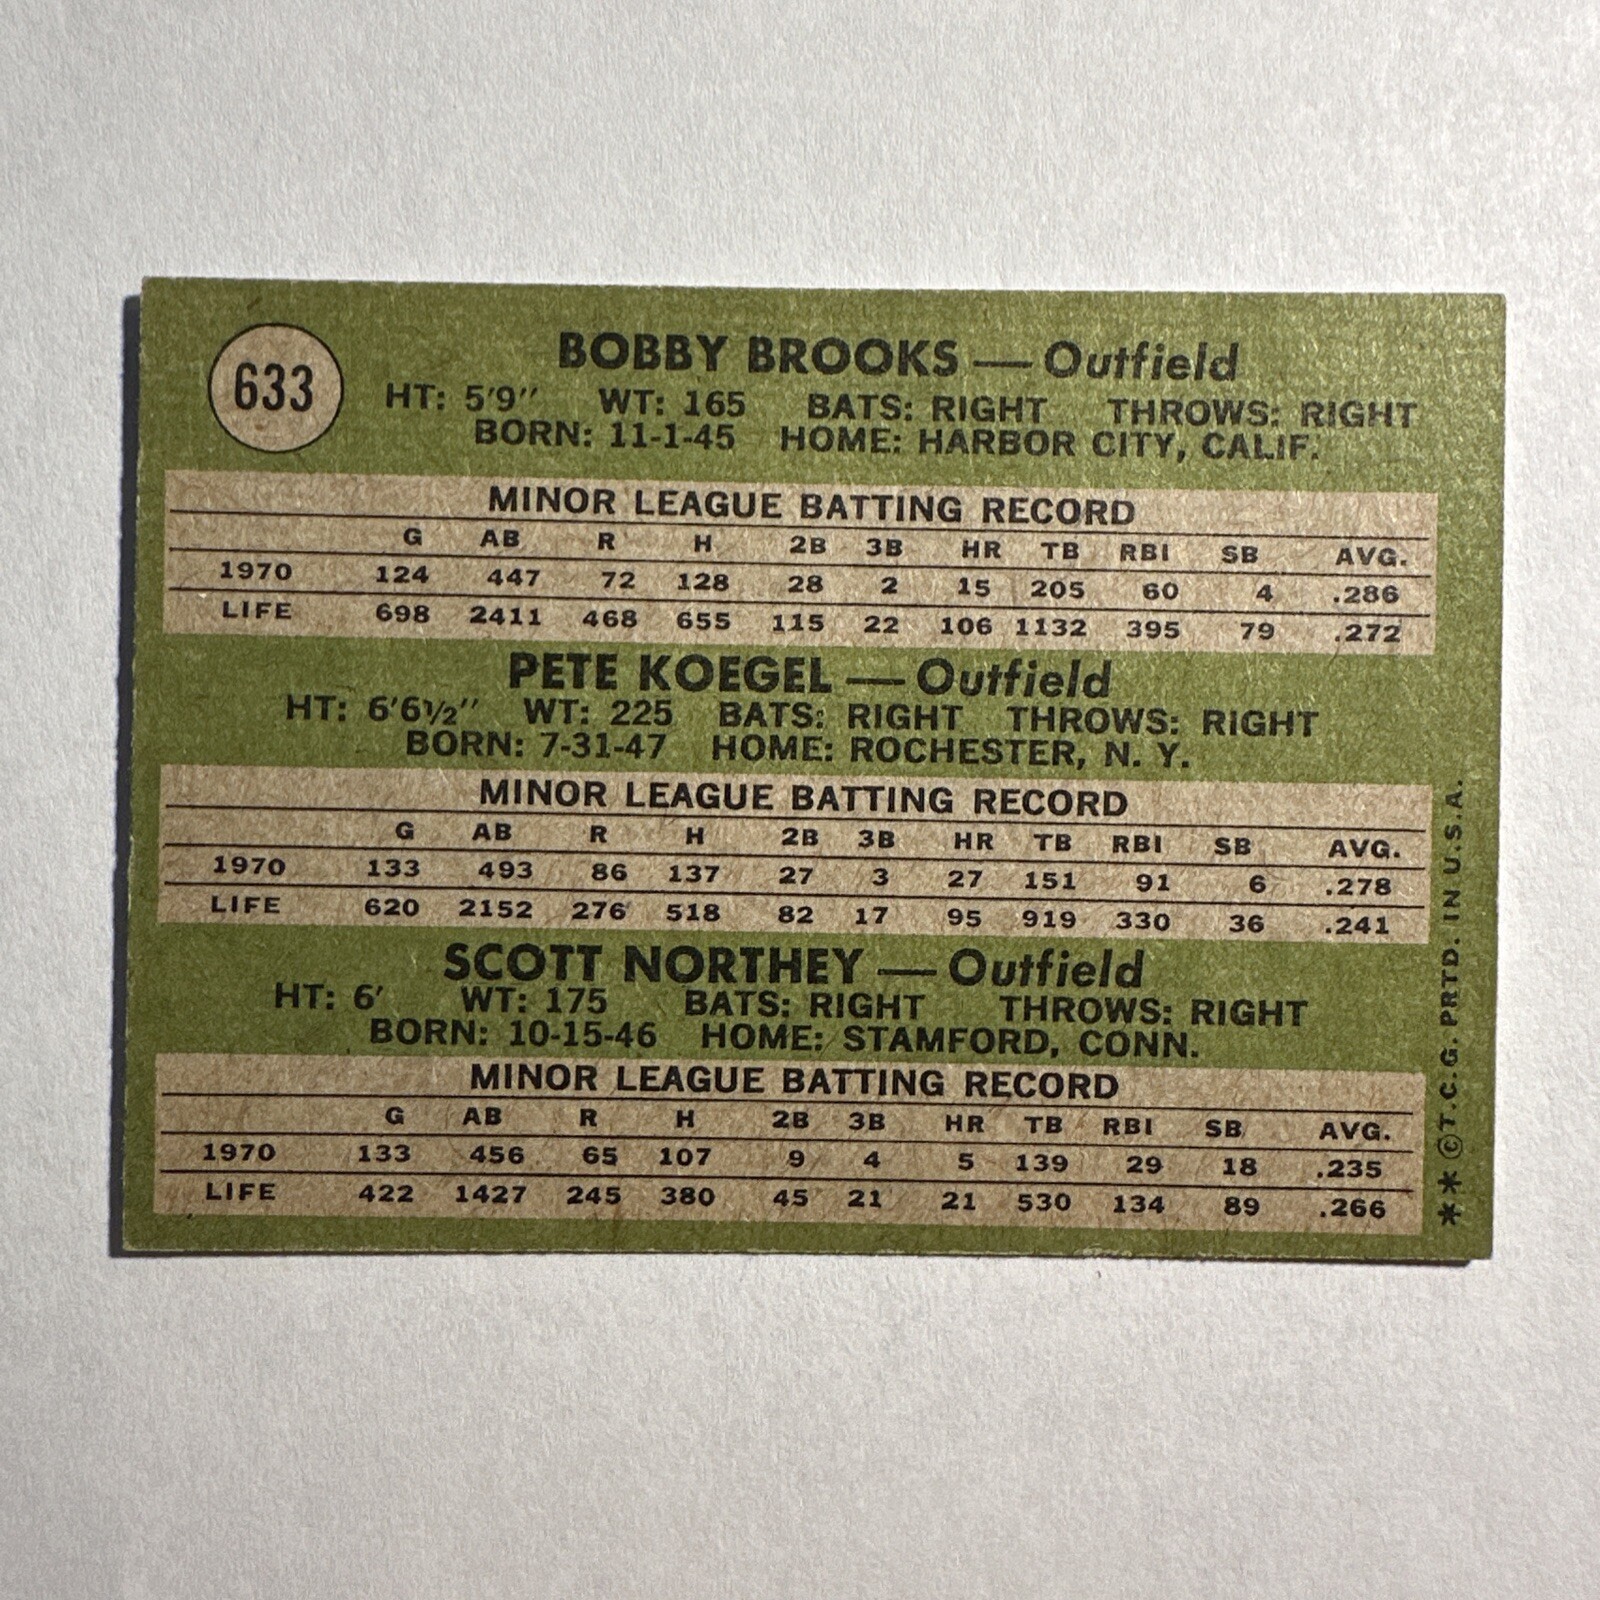 633
BOBBY BROOKS — Outfield
HT: 5'9" WT: 165 BATS: RIGHT THROWS: RIGHT
BORN: 11-1-45 HOME: HARBOR CITY, CALIF.
MINOR LEAGUE BATTING RECORD
G AB R H 2B 3B HR TB RBI SB AVG.
1970 124 447 72 128 28 2 15 205 60 4 .286
LIFE 698 2411 468 655 115 22 106 1132 395 79 .272
PETE KOEGEL — Outfield
HT: 6'6½" WT: 225 BATS: RIGHT THROWS: RIGHT
BORN: 7-31-47 HOME: ROCHESTER, N. Y.
MINOR LEAGUE BATTING RECORD
G AB R H 2B 3B HR TB RBI SB AVG.
1970 133 493 86 137 27 3 27 151 91 6 .278
LIFE 620 2152 276 518 82 17 95 919 330 36 .241
SCOTT NORTHEY — Outfield
HT: 6' WT: 175 BATS: RIGHT THROWS: RIGHT
BORN: 10-15-46 HOME: STAMFORD, CONN.
MINOR LEAGUE BATTING RECORD
G AB R H 2B 3B HR TB RBI SB AVG.
1970 133 456 65 107 9 4 5 139 29 18 .235
LIFE 422 1427 245 380 45 21 21 530 134 89 .266
**©T.C.G. PRTD. IN U.S.A.